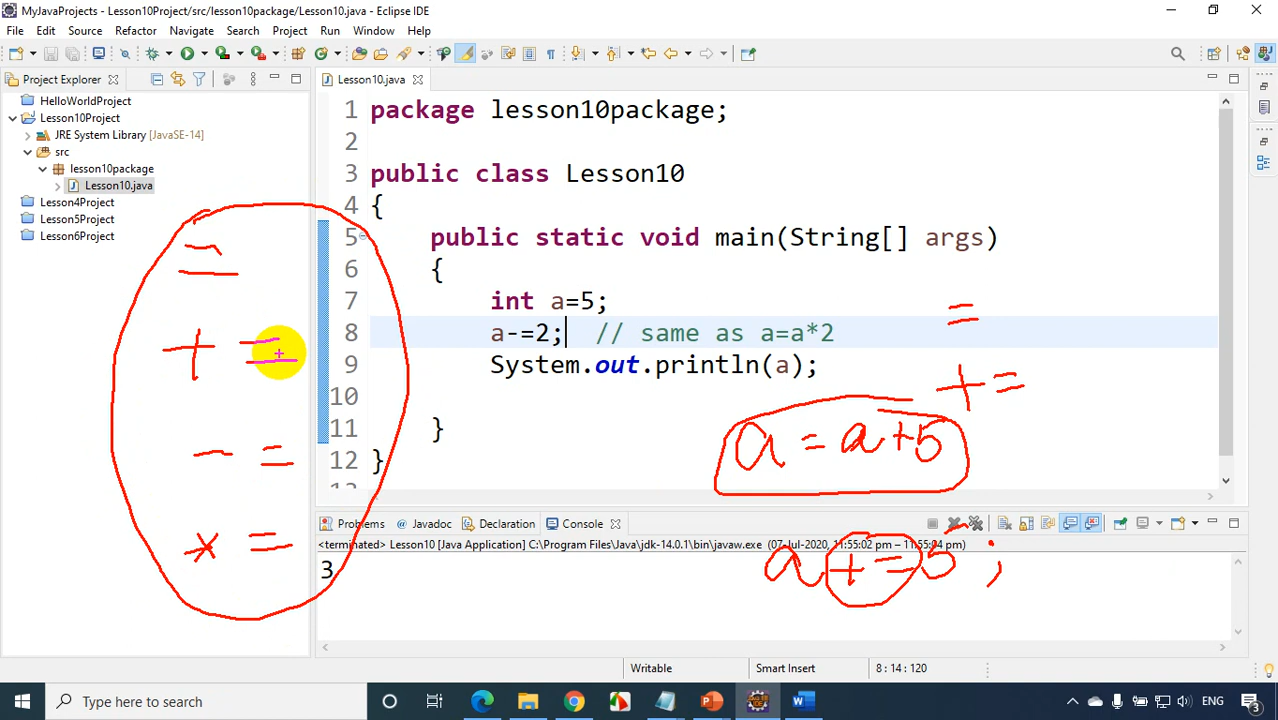 MyJavaProjects - Lesson10Project/src/lesson10package/Lesson10.java - Eclipse IDE
File Edit Source Refactor Navigate Search Project Run Window Help
Project Explorer
Lesson10.java
HelloWorldProject
Lesson10Project
JRE System Library [JavaSE-14]
src
lesson10package
Lesson10.java
Lesson4Project
Lesson5Project
Lesson6Project
=
+ =
- =
* =
1 package lesson10package;
2
3 public class Lesson10
4 {
5 public static void main(String[] args)
6 {
7 int a=5;
8 a-=2; // same as a=a*2
9 System.out.println(a);
10
11 }
12 }
=
+=
a = a+5
a += 5 ;
Problems Javadoc Declaration Console
<terminated> Lesson10 [Java Application] C:\Program Files\Java\jdk-14.0.1\bin\javaw.exe (07-Jul-2020, 11:55:02 pm – 11:55:04 pm)
3
Writable Smart Insert 8 : 14 : 120
Type here to search
ENG
3